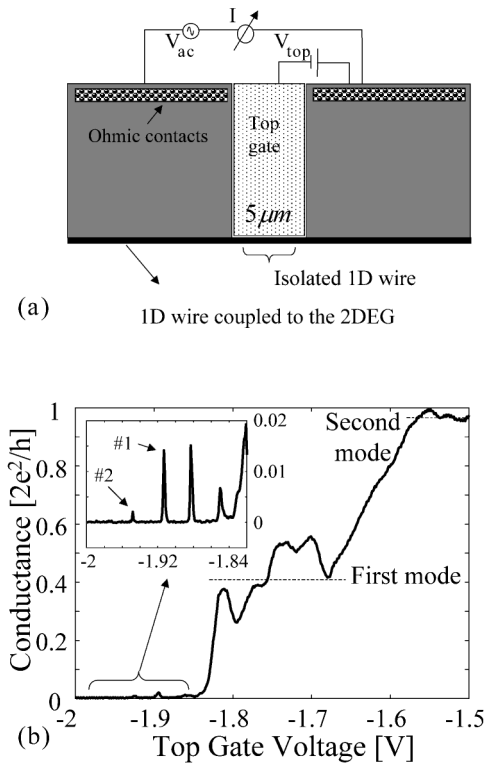 I
V_ac
V_top
Ohmic contacts
Top
gate
5 μm
Isolated 1D wire
(a)
1D wire coupled to the 2DEG
Conductance [2e²/h]
1
0.8
0.6
0.4
0.2
0
#1
#2
0.02
0.01
0
-2
-1.92
-1.84
Second
mode
First mode
-2
-1.9
-1.8
-1.7
-1.6
-1.5
(b)
Top Gate Voltage [V]